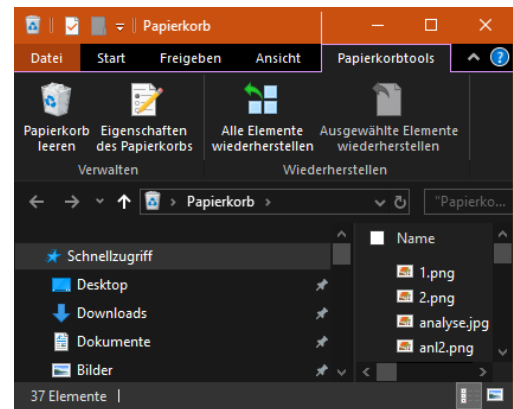 Papierkorb
Datei Start Freigeben Ansicht Papierkorbtools
Papierkorb leeren
Eigenschaften des Papierkorbs
Alle Elemente wiederherstellen
Ausgewählte Elemente wiederherstellen
Verwalten
Wiederherstellen
Papierkorb
"Papierko...
Schnellzugriff
Desktop
Downloads
Dokumente
Bilder
Name
1.png
2.png
analyse.jpg
anl2.png
37 Elemente